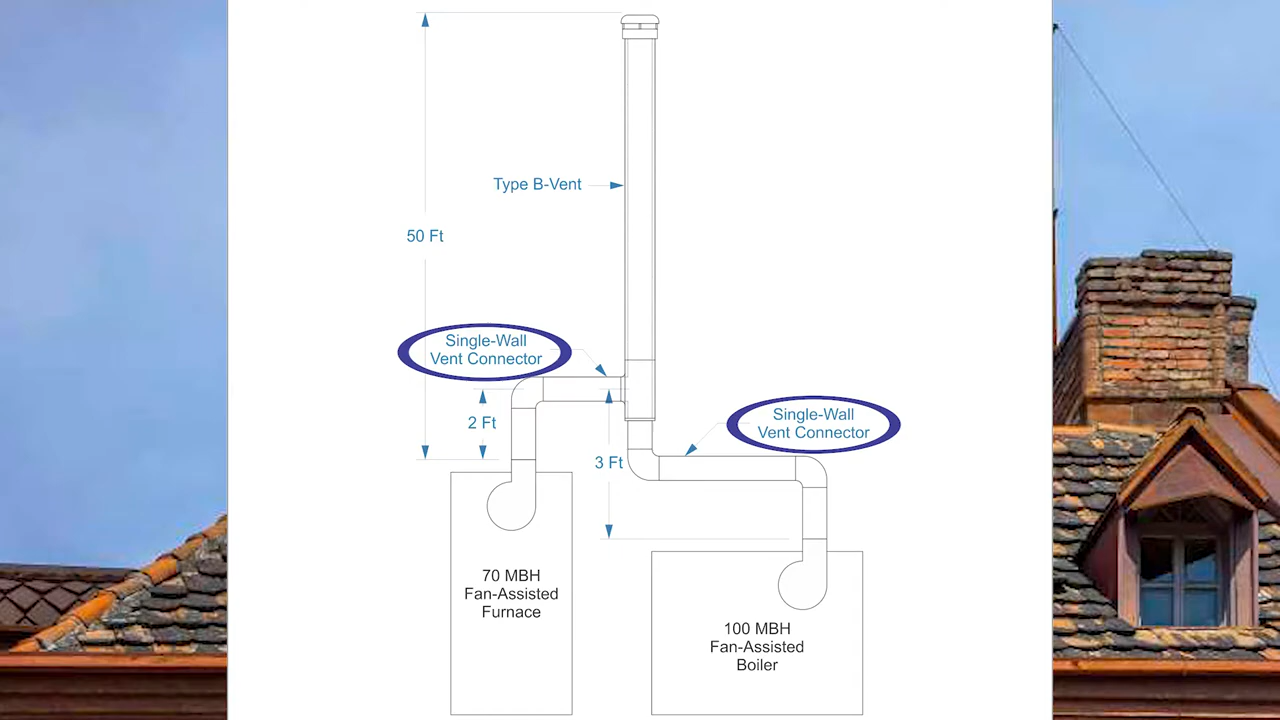 Type B-Vent
50 Ft
Single-Wall
Vent Connector
2 Ft
Single-Wall
Vent Connector
3 Ft
70 MBH
Fan-Assisted
Furnace
100 MBH
Fan-Assisted
Boiler